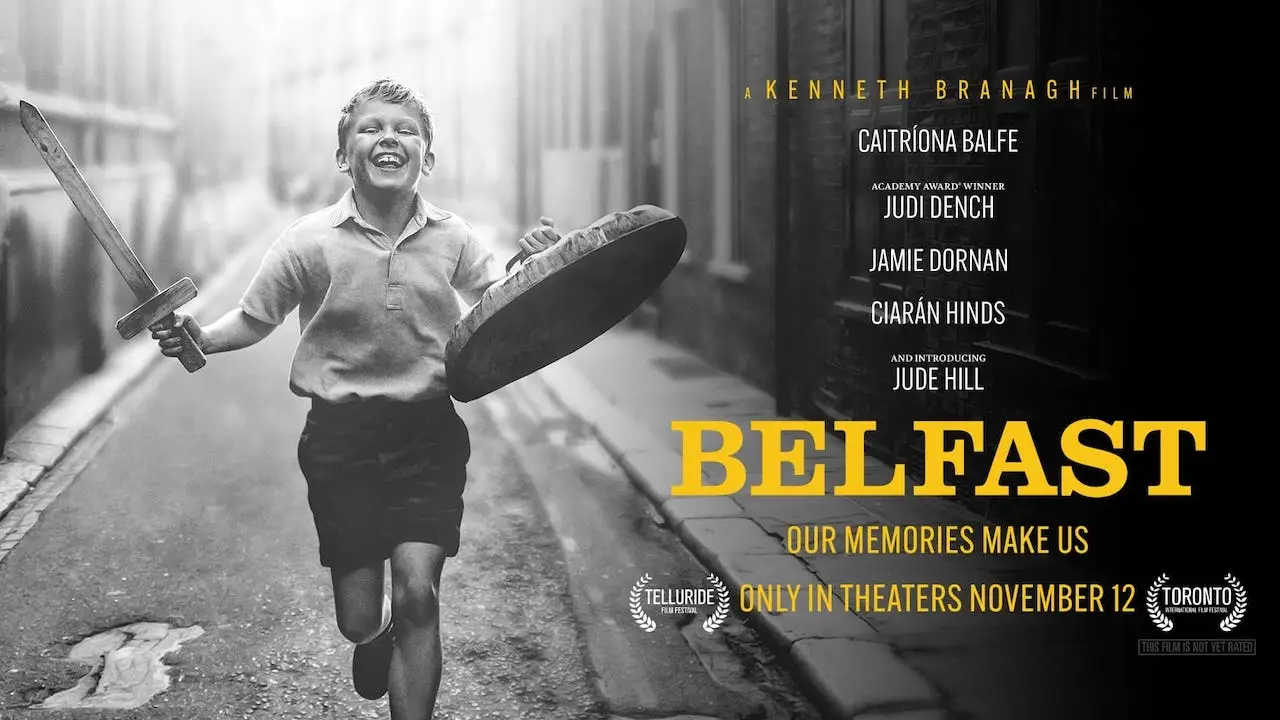 A KENNETH BRANAGH FILM
CAITRÍONA BALFE
ACADEMY AWARD® WINNER
JUDI DENCH
JAMIE DORNAN
CIARÁN HINDS
AND INTRODUCING
JUDE HILL
BELFAST
OUR MEMORIES MAKE US
TELLURIDE
FILM FESTIVAL
ONLY IN THEATERS NOVEMBER 12
TORONTO
INTERNATIONAL FILM FESTIVAL
THIS FILM IS NOT YET RATED